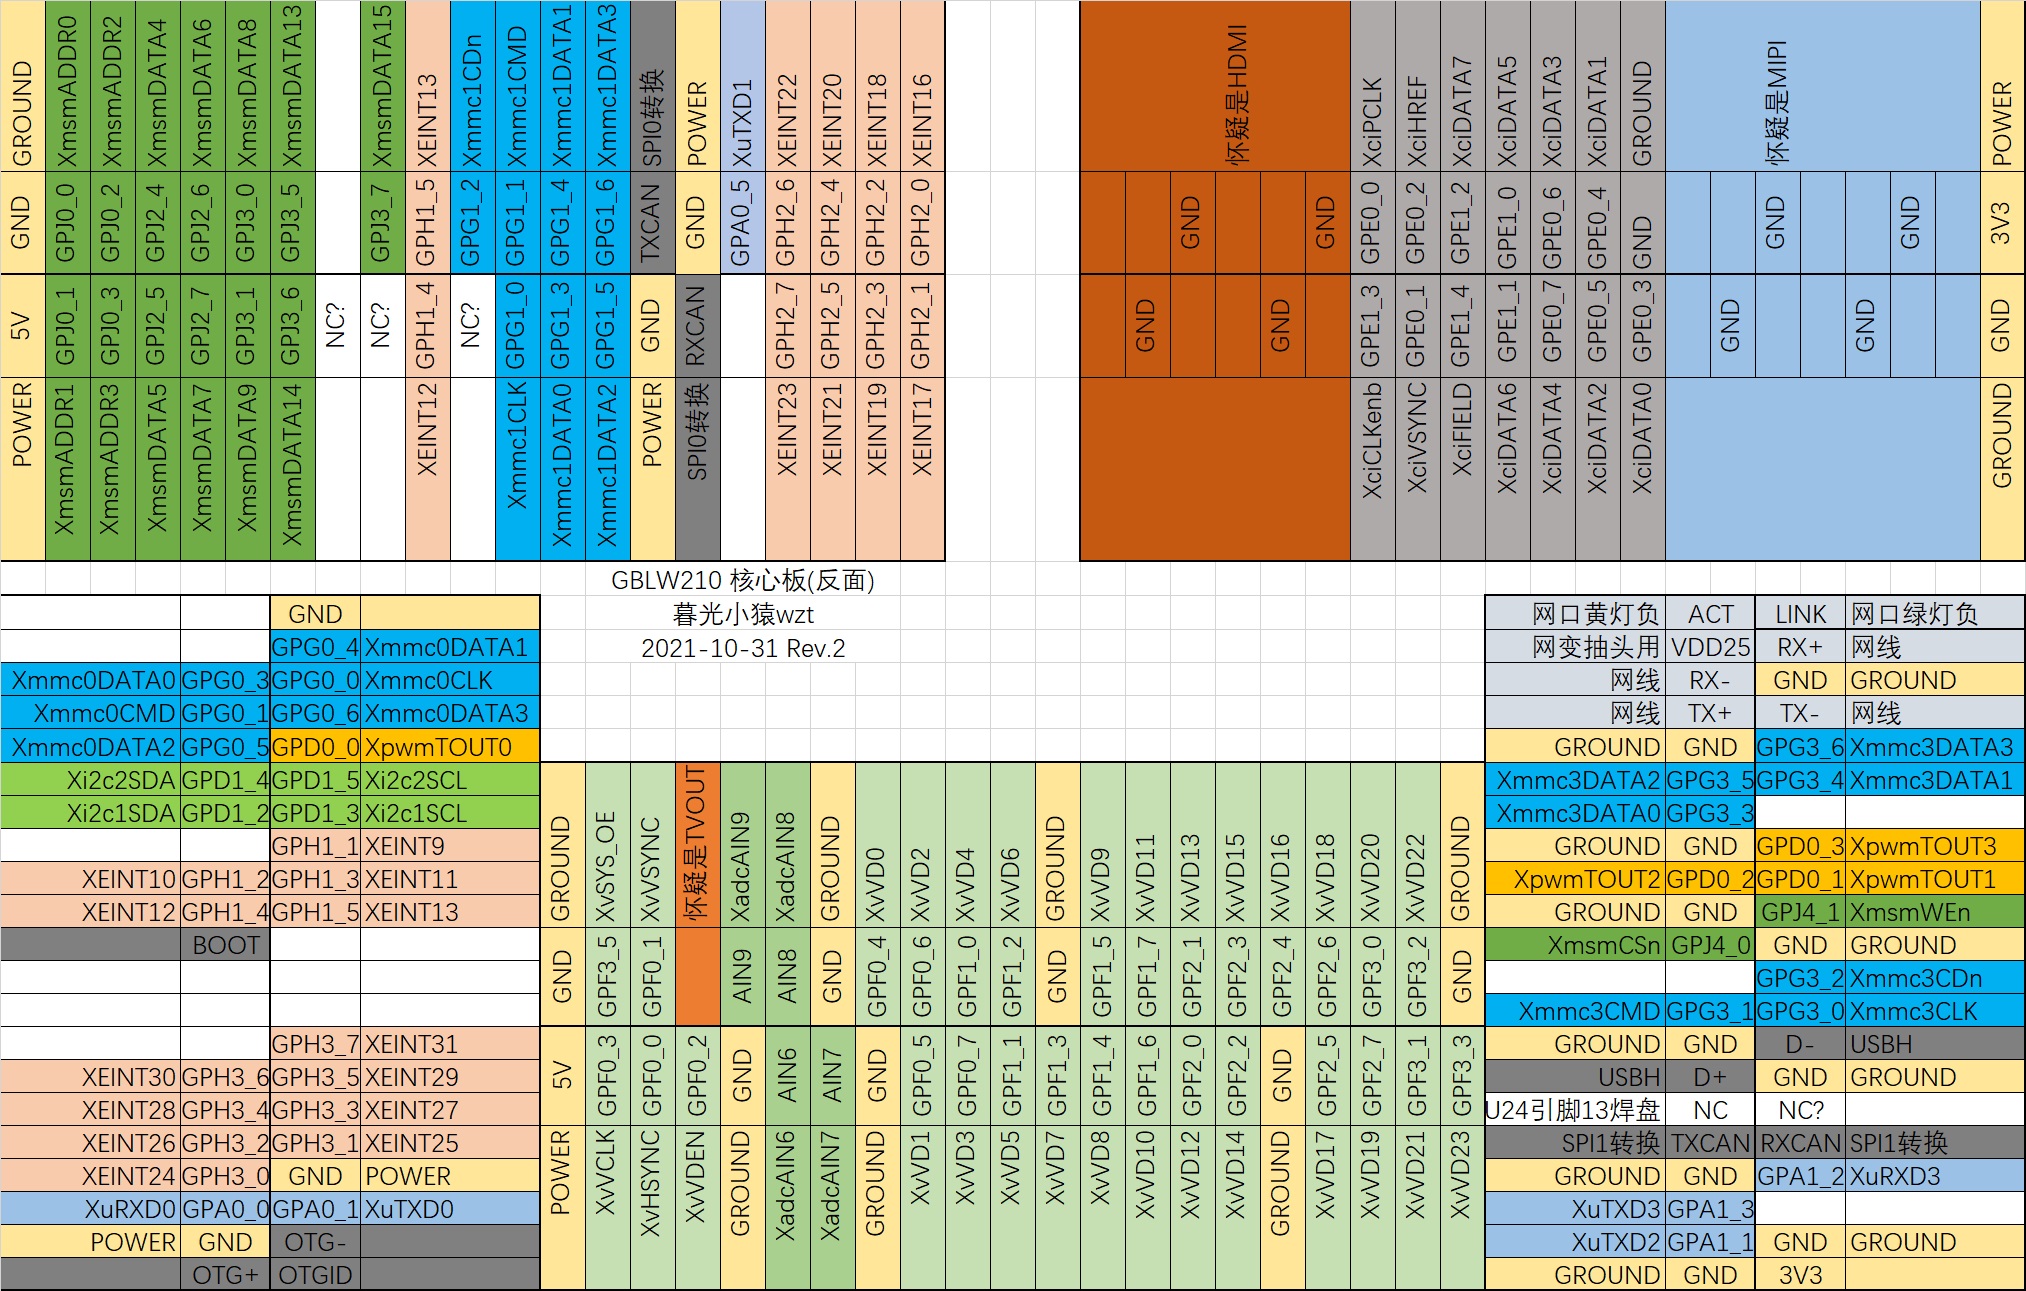 GROUND XmsmADDR0 XmsmADDR2 XmsmDATA4 XmsmDATA6 XmsmDATA8 XmsmDATA13 XmsmDATA15 XEINT13 Xmmc1CDn Xmmc1CMD Xmmc1DATA1 Xmmc1DATA3 SPI0转换 POWER XuTXD1 XEINT22 XEINT20 XEINT18 XEINT16
GND GPJ0_0 GPJ0_2 GPJ2_4 GPJ2_6 GPJ3_0 GPJ3_5 GPJ3_7 GPH1_5 GPG1_2 GPG1_1 GPG1_4 GPG1_6 TXCAN GND GPA0_5 GPH2_6 GPH2_4 GPH2_2 GPH2_0
5V GPJ0_1 GPJ0_3 GPJ2_5 GPJ2_7 GPJ3_1 GPJ3_6 NC? NC? GPH1_4 NC? GPG1_0 GPG1_3 GPG1_5 GND RXCAN GPH2_7 GPH2_5 GPH2_3 GPH2_1
POWER XmsmADDR1 XmsmADDR3 XmsmDATA5 XmsmDATA7 XmsmDATA9 XmsmDATA14 XEINT12 Xmmc1CLK Xmmc1DATA0 Xmmc1DATA2 POWER SPI0转换 XEINT23 XEINT21 XEINT19 XEINT17
怀疑是HDMI XciPCLK XciHREF XciDATA7 XciDATA5 XciDATA3 XciDATA1 GROUND 怀疑是MIPI POWER
GND GND GPE0_0 GPE0_2 GPE1_2 GPE1_0 GPE0_6 GPE0_4 GND GND GND 3V3
GND GND GPE1_3 GPE0_1 GPE1_4 GPE1_1 GPE0_7 GPE0_5 GPE0_3 GND GND GND
XciCLKenb XciVSYNC XciFIELD XciDATA6 XciDATA4 XciDATA2 XciDATA0 GROUND
GBLW210 核心板(反面)
暮光小猿wzt
2021-10-31 Rev.2
GND
GPG0_4 Xmmc0DATA1
Xmmc0DATA0 GPG0_3 GPG0_0 Xmmc0CLK
Xmmc0CMD GPG0_1 GPG0_6 Xmmc0DATA3
Xmmc0DATA2 GPG0_5 GPD0_0 XpwmTOUT0
Xi2c2SDA GPD1_4 GPD1_5 Xi2c2SCL
Xi2c1SDA GPD1_2 GPD1_3 Xi2c1SCL
GPH1_1 XEINT9
XEINT10 GPH1_2 GPH1_3 XEINT11
XEINT12 GPH1_4 GPH1_5 XEINT13
BOOT
GPH3_7 XEINT31
XEINT30 GPH3_6 GPH3_5 XEINT29
XEINT28 GPH3_4 GPH3_3 XEINT27
XEINT26 GPH3_2 GPH3_1 XEINT25
XEINT24 GPH3_0 GND POWER
XuRXD0 GPA0_0 GPA0_1 XuTXD0
POWER GND OTG-
OTG+ OTGID
GROUND XvSYS_OE XvVSYNC 怀疑是TVOUT XadcAIN9 XadcAIN8 GROUND XvVD0 XvVD2 XvVD4 XvVD6 GROUND XvVD9 XvVD11 XvVD13 XvVD15 XvVD16 XvVD18 XvVD20 XvVD22 GROUND
GND GPF3_5 GPF0_1 AIN9 AIN8 GND GPF0_4 GPF0_6 GPF1_0 GPF1_2 GND GPF1_5 GPF1_7 GPF2_1 GPF2_3 GPF2_4 GPF2_6 GPF3_0 GPF3_2 GND
5V GPF0_3 GPF0_0 GPF0_2 GND AIN6 AIN7 GND GPF0_5 GPF0_7 GPF1_1 GPF1_3 GPF1_4 GPF1_6 GPF2_0 GPF2_2 GND GPF2_5 GPF2_7 GPF3_1 GPF3_3
POWER XvVCLK XvHSYNC XvVDEN GROUND XadcAIN6 XadcAIN7 GROUND XvVD1 XvVD3 XvVD5 XvVD7 XvVD8 XvVD10 XvVD12 XvVD14 GROUND XvVD17 XvVD19 XvVD21 XvVD23
网口黄灯负 ACT LINK 网口绿灯负
网变抽头用 VDD25 RX+ 网线
网线 RX- GND GROUND
网线 TX+ TX- 网线
GROUND GND GPG3_6 Xmmc3DATA3
Xmmc3DATA2 GPG3_5 GPG3_4 Xmmc3DATA1
Xmmc3DATA0 GPG3_3
GROUND GND GPD0_3 XpwmTOUT3
XpwmTOUT2 GPD0_2 GPD0_1 XpwmTOUT1
GROUND GND GPJ4_1 XmsmWEn
XmsmCSn GPJ4_0 GND GROUND
GPG3_2 Xmmc3CDn
Xmmc3CMD GPG3_1 GPG3_0 Xmmc3CLK
GROUND GND D- USBH
USBH D+ GND GROUND
U24引脚13焊盘 NC NC?
SPI1转换 TXCAN RXCAN SPI1转换
GROUND GND GPA1_2 XuRXD3
XuTXD3 GPA1_3
XuTXD2 GPA1_1 GND GROUND
GROUND GND 3V3